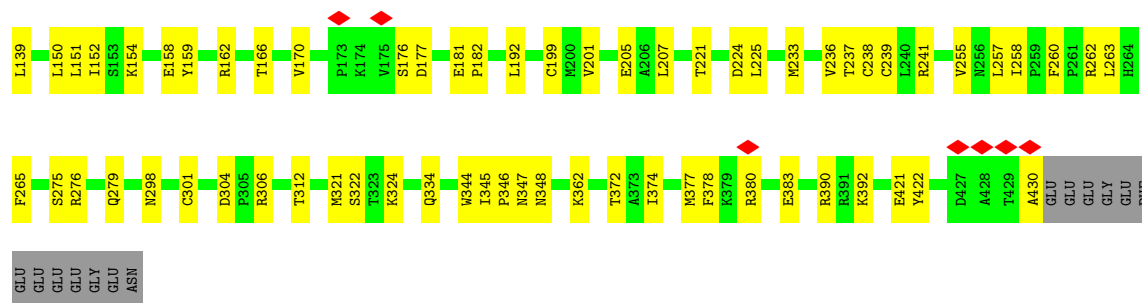 L139 L150 L151 I152 S153 K154 E158 Y159 R162 T166 V170 P173 K174 V175 S176 D177 E181 P182 L192 C199 M200 V201 E205 A206 L207 T221 D224 L225 M233 V236 T237 C238 C239 L240 R241 V255 N256 L257 I258 P259 F260 P261 R262 L263 H264
F265 S275 R276 Q279 N298 C301 D304 P305 R306 T312 M321 S322 T323 K324 Q334 W344 I345 P346 N347 N348 K362 T372 A373 I374 M377 F378 K379 R380 E383 R390 R391 K392 E421 Y422 D427 A428 T429 A430 GLU GLU GLU GLY GLU
GLU GLU GLU GLU GLY GLU ASN